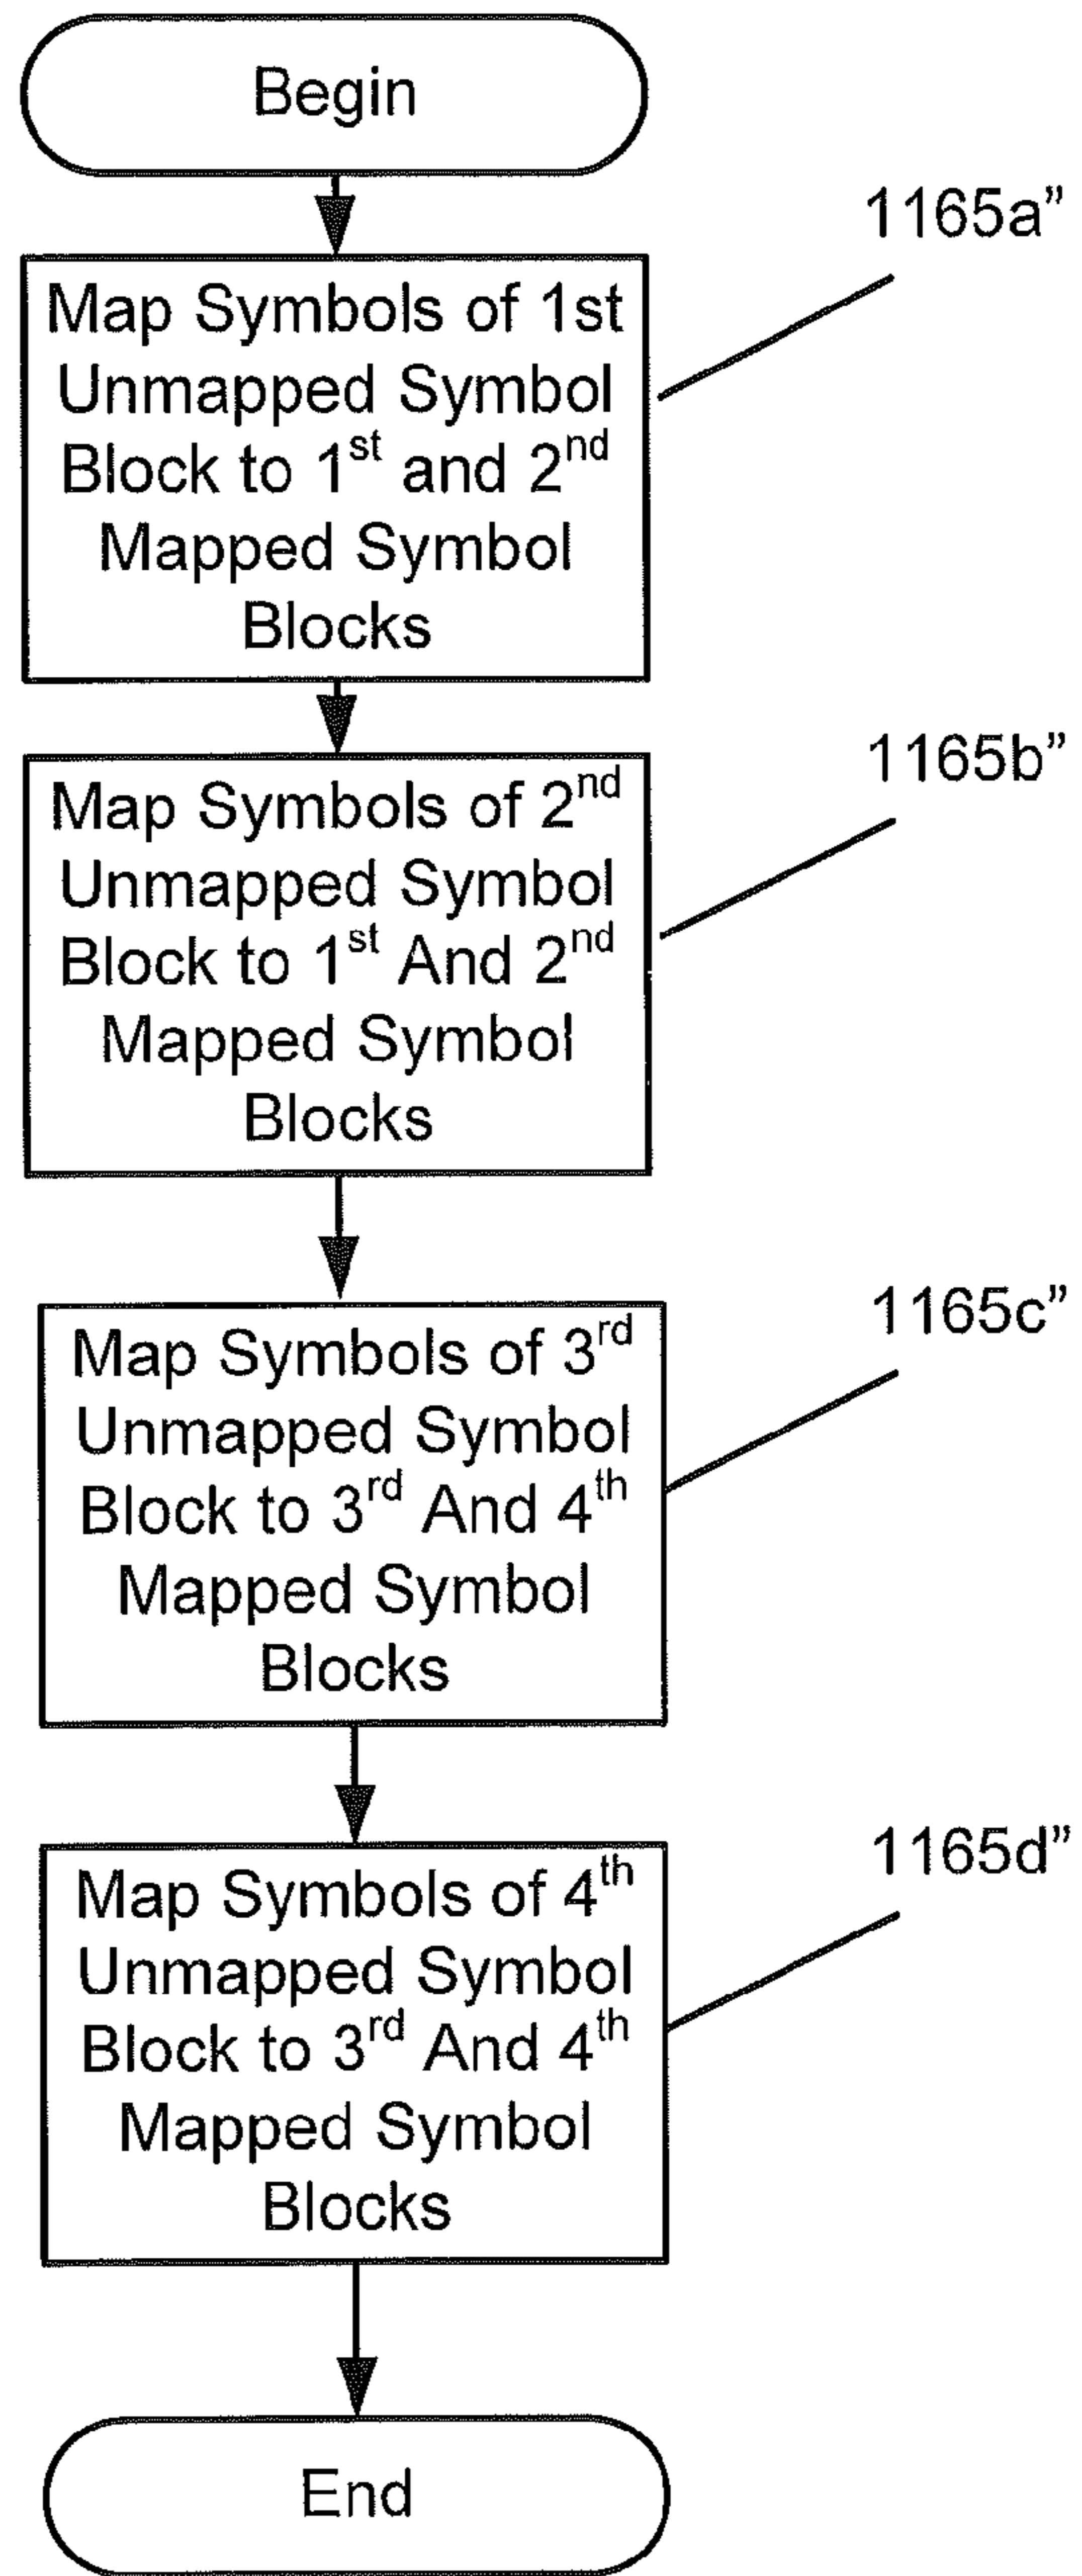 Begin
1165a”
Map Symbols of 1st
Unmapped Symbol
Block to 1st and 2nd
Mapped Symbol
Blocks
1165b”
Map Symbols of 2nd
Unmapped Symbol
Block to 1st And 2nd
Mapped Symbol
Blocks
1165c”
Map Symbols of 3rd
Unmapped Symbol
Block to 3rd And 4th
Mapped Symbol
Blocks
1165d”
Map Symbols of 4th
Unmapped Symbol
Block to 3rd And 4th
Mapped Symbol
Blocks
End